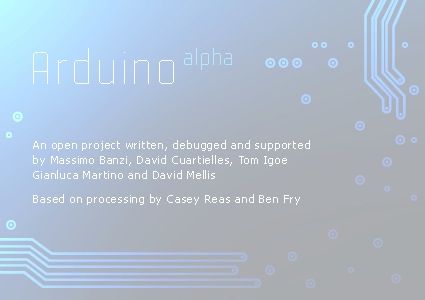 Arduino alpha
An open project written, debugged and supported
by Massimo Banzi, David Cuartielles, Tom Igoe
Gianluca Martino and David Mellis
Based on processing by Casey Reas and Ben Fry